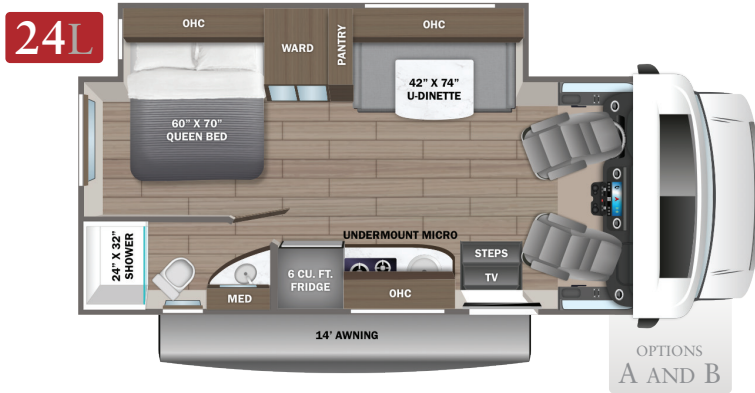 24L
OHC
WARD
PANTRY
OHC
42" X 74"
U-DINETTE
60" X 70"
QUEEN BED
24" X 32"
SHOWER
UNDERMOUNT MICRO
STEPS
TV
6 CU. FT.
FRIDGE
MED
OHC
14' AWNING
OPTIONS
A AND B